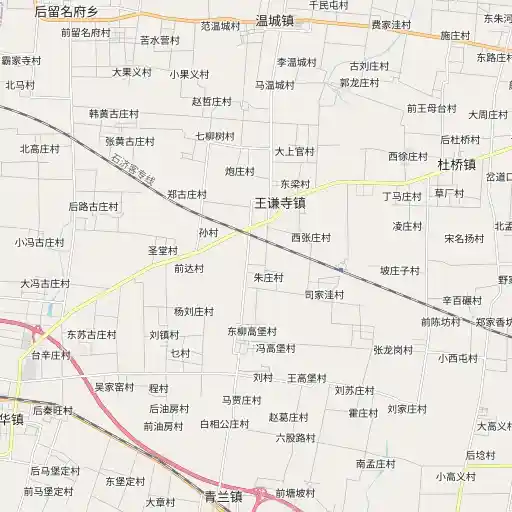 后留名府乡
千民屯村
温城镇
范温城村
费家洼村
东朱河
前留名府村
苦水营村
施庄村
霸家寺村
李温城村
东路庄村
古刘庄村
大果义村
小果义村
北马村
马温城村
郭龙庄村
赵哲庄村
前王母台村
韩黄古庄村
大周庄村
七柳树村
张黄古庄村
后杜桥村
北高庄村
大上官村
西徐庄村
石济客专线
杜桥镇
炮庄村
岔道口
东梁村
郑古庄村
丁马庄村
草厂村
王谦寺镇
后路古庄村
凌庄村
北孟
孙村
西张庄村
宋名扬村
小冯古庄村
圣堂村
前达村
坡庄子村
朱庄村
野家
大冯古庄村
司家洼村
辛百碾村
杨刘庄村
前陈坊村
郑家香坊
东苏古庄村
刘镇村
东柳高堡村
冯高堡村
张龙岗村
台辛庄村
乜村
小西屯村
刘村
王高堡村
吴家窑村
程村
刘苏庄村
马贾庄村
后油房村
霍庄村
刘家庄村
后秦庄村
赵葛庄村
华镇
前油房村
白相公庄村
大高义
六股路村
后埝村
南孟庄村
后马堡定村
小高义村
东堡定村
前马堡定村
青兰镇
前塘坡村
大章村